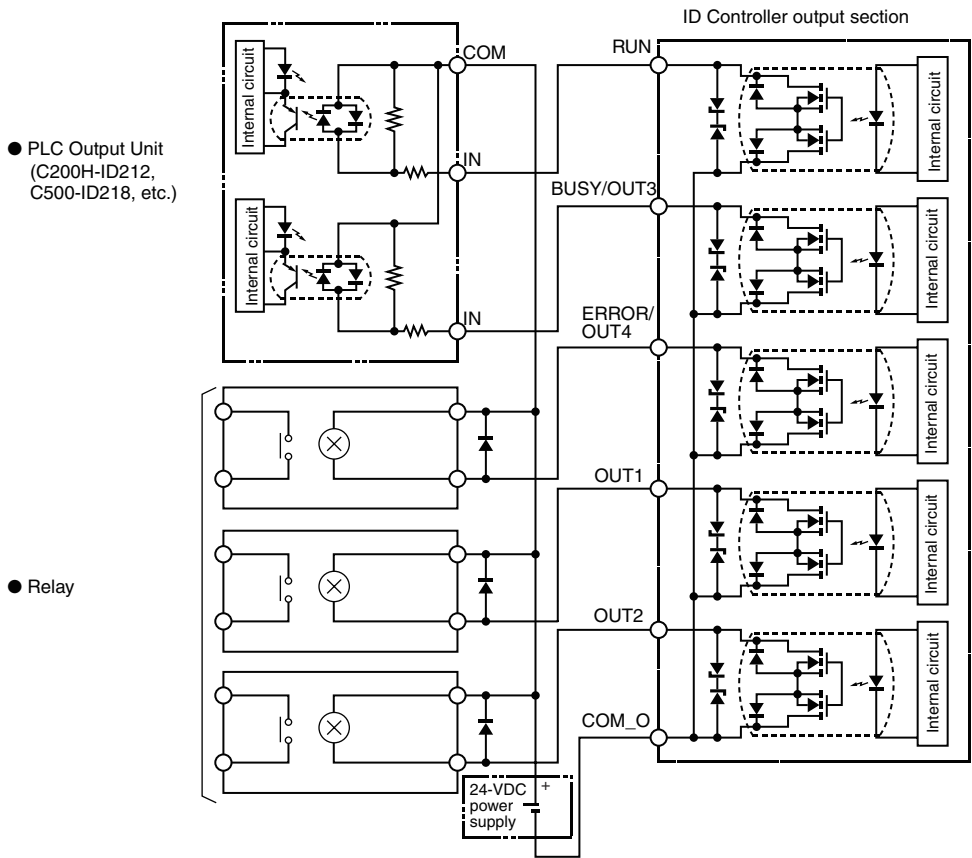 ID Controller output section
RUN
COM
Internal circuit
Internal circuit
● PLC Output Unit
(C200H-ID212,
C500-ID218, etc.)
IN
BUSY/OUT3
Internal circuit
Internal circuit
IN
ERROR/
OUT4
Internal circuit
OUT1
Internal circuit
● Relay
OUT2
Internal circuit
COM_O
24-VDC +
power
supply